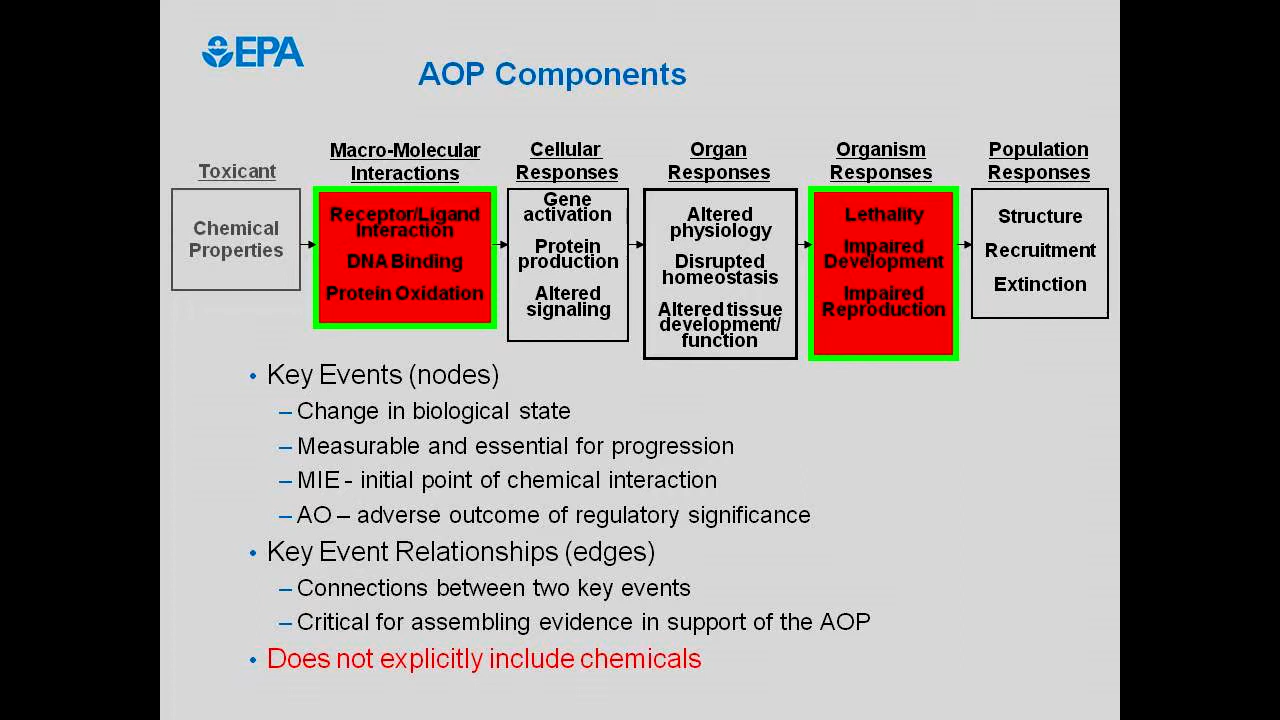 EPA
AOP Components
Toxicant
Chemical
Properties
Macro-Molecular
Interactions
Receptor/Ligand
Interaction
DNA Binding
Protein Oxidation
Cellular
Responses
Gene
activation
Protein
production
Altered
signaling
Organ
Responses
Altered
physiology
Disrupted
homeostasis
Altered tissue
development/
function
Organism
Responses
Lethality
Impaired
Development
Impaired
Reproduction
Population
Responses
Structure
Recruitment
Extinction
• Key Events (nodes)
– Change in biological state
– Measurable and essential for progression
– MIE - initial point of chemical interaction
– AO – adverse outcome of regulatory significance
• Key Event Relationships (edges)
– Connections between two key events
– Critical for assembling evidence in support of the AOP
• Does not explicitly include chemicals